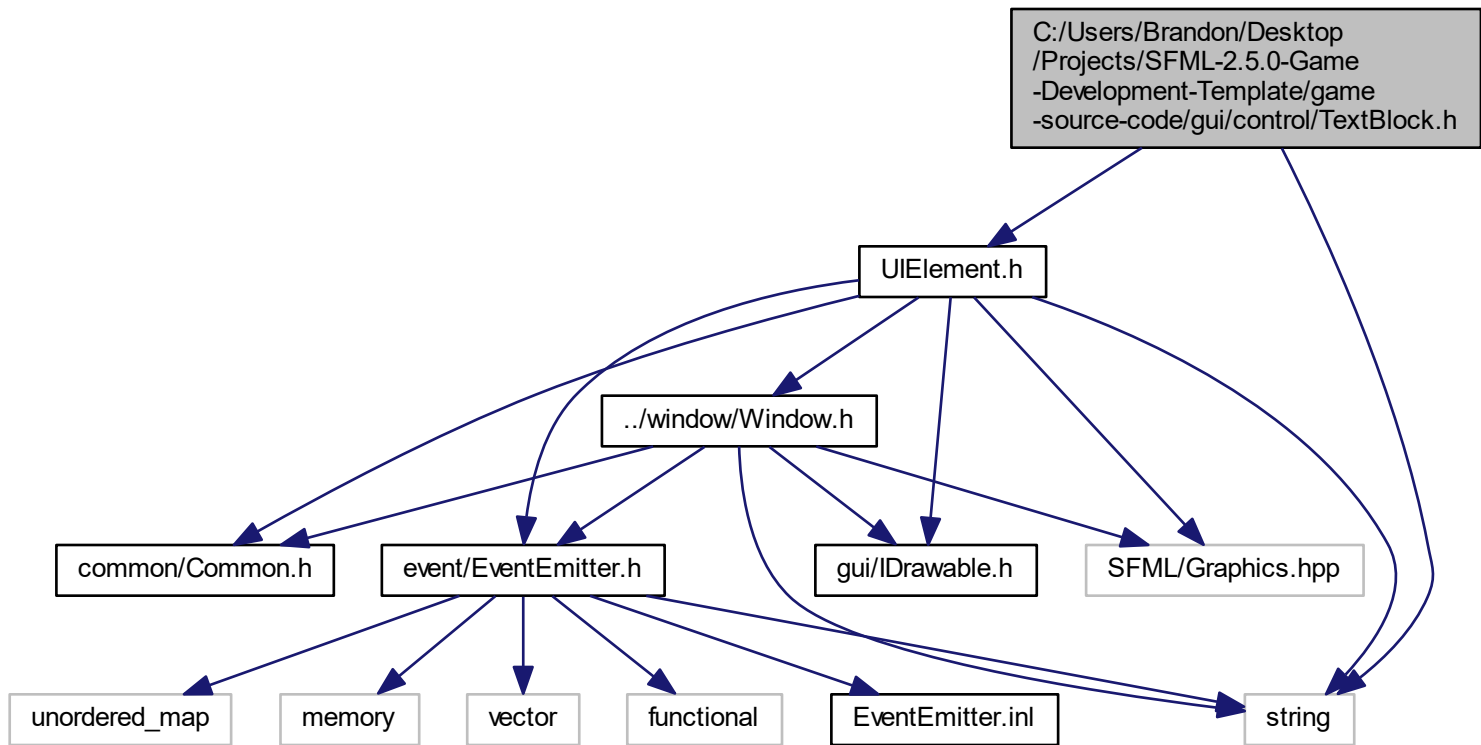 C:/Users/Brandon/Desktop
/Projects/SFML-2.5.0-Game
-Development-Template/game
-source-code/gui/control/TextBlock.h
UIElement.h
../window/Window.h
common/Common.h
event/EventEmitter.h
gui/IDrawable.h
SFML/Graphics.hpp
unordered_map
memory
vector
functional
EventEmitter.inl
string